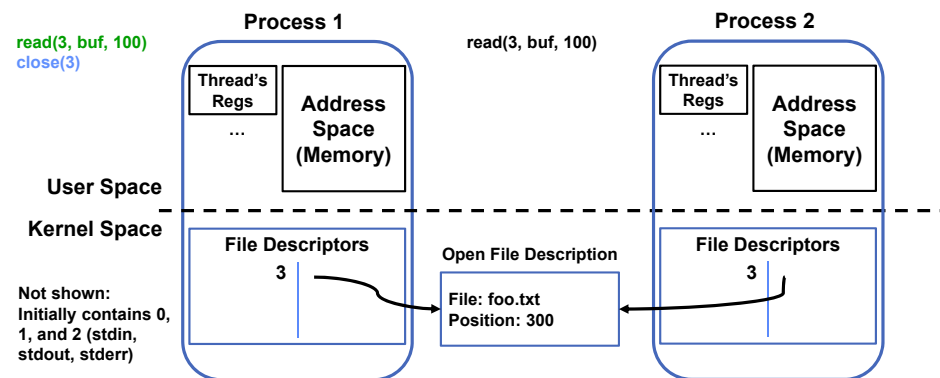 Process 1
Process 2
read(3, buf, 100)
close(3)
read(3, buf, 100)
Thread's
Regs
...
Address
Space
(Memory)
Thread's
Regs
...
Address
Space
(Memory)
User Space
Kernel Space
File Descriptors
3
Open File Description
File: foo.txt
Position: 300
File Descriptors
3
Not shown:
Initially contains 0,
1, and 2 (stdin,
stdout, stderr)